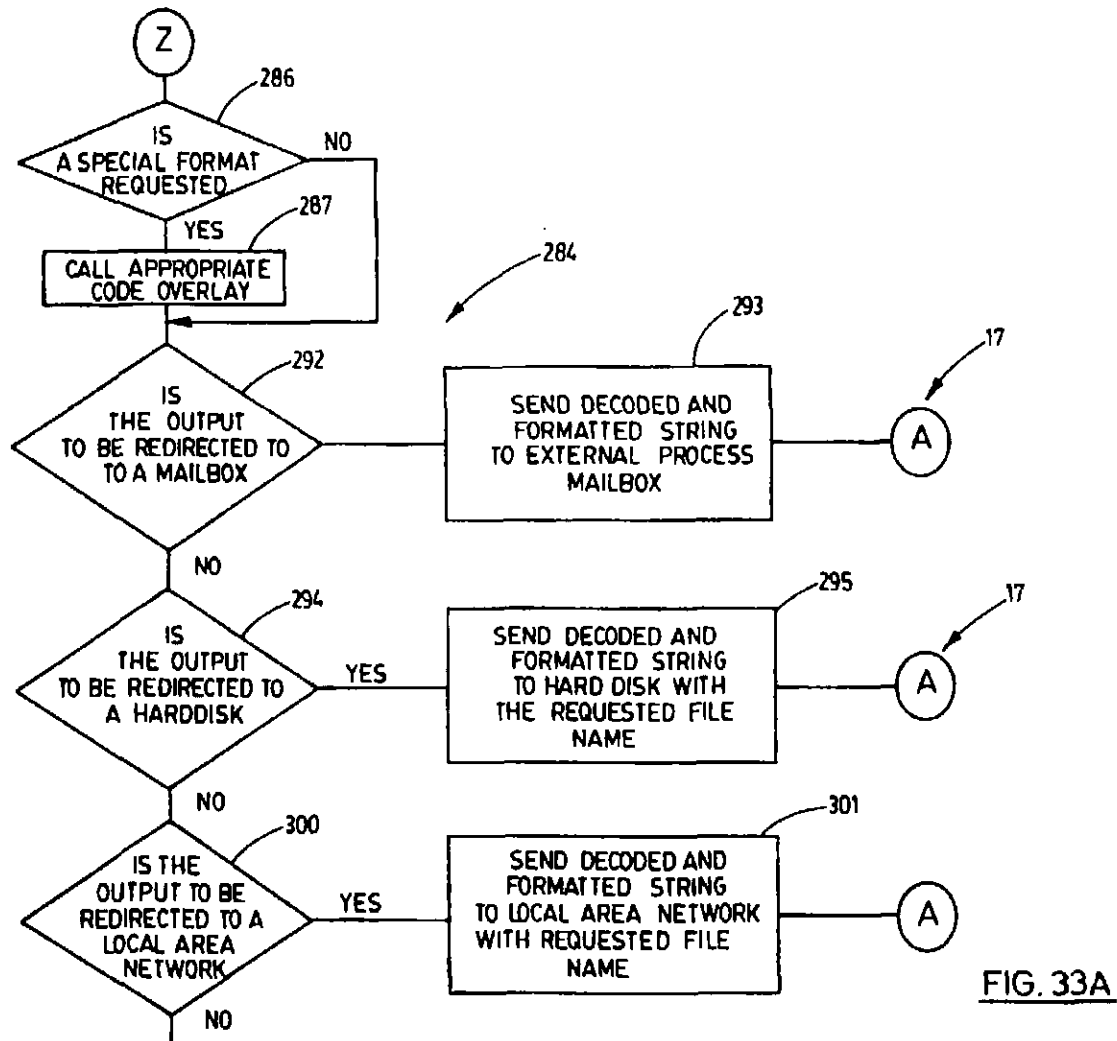 Z
286
IS
A SPECIAL FORMAT
REQUESTED
NO
YES
287
CALL APPROPRIATE
CODE OVERLAY
284
292
IS
THE OUTPUT
TO BE REDIRECTED TO
TO A MAILBOX
293
SEND DECODED AND
FORMATTED STRING
TO EXTERNAL PROCESS
MAILBOX
17
A
NO
294
IS
THE OUTPUT
TO BE REDIRECTED TO
A HARDDISK
YES
295
SEND DECODED AND
FORMATTED STRING
TO HARD DISK WITH
THE REQUESTED FILE
NAME
17
A
NO
300
IS THE
OUTPUT TO BE
REDIRECTED TO A
LOCAL AREA
NETWORK
YES
301
SEND DECODED AND
FORMATTED STRING
TO LOCAL AREA NETWORK
WITH REQUESTED FILE
NAME
A
NO
FIG. 33A